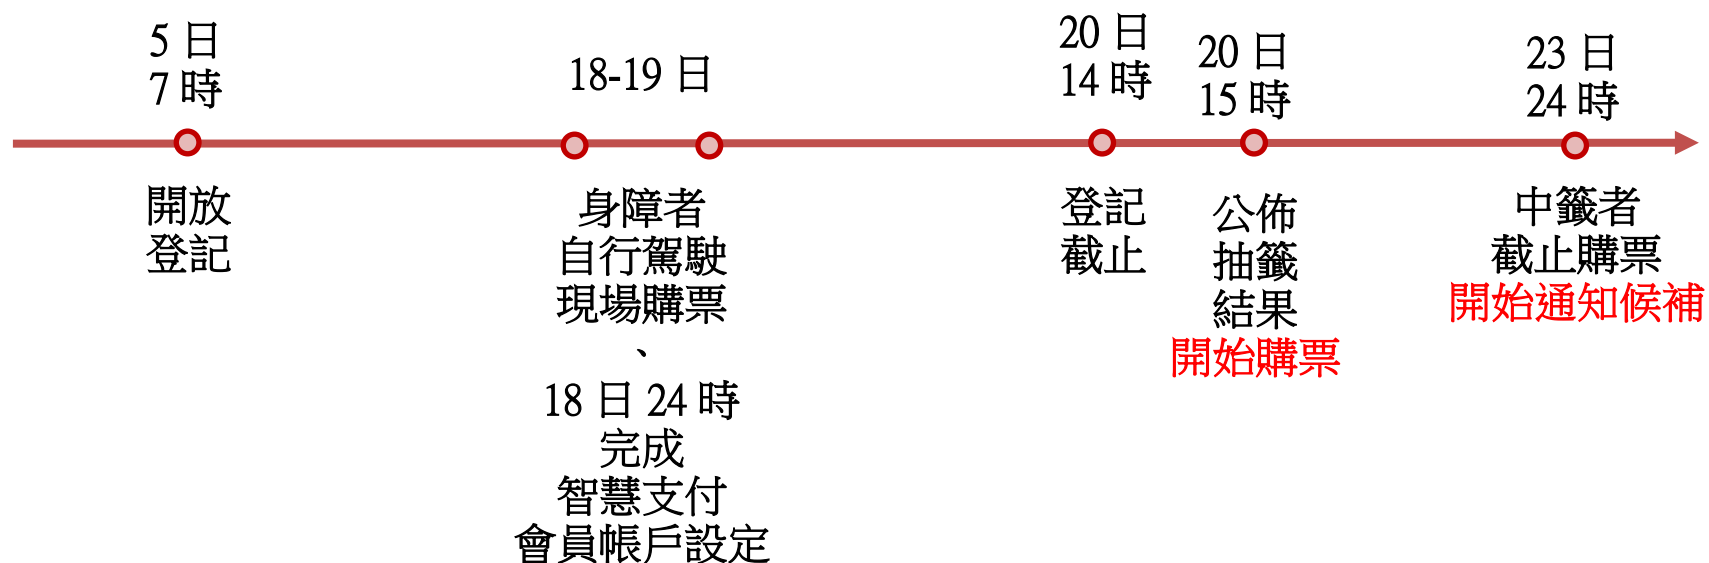 5 日
7 時
開放
登記
18-19 日
身障者
自行駕駛
現場購票
、
18 日 24 時
完成
智慧支付
會員帳戶設定
20 日
14 時
登記
截止
20 日
15 時
公佈
抽籤
結果
開始購票
23 日
24 時
中籤者
截止購票
開始通知候補